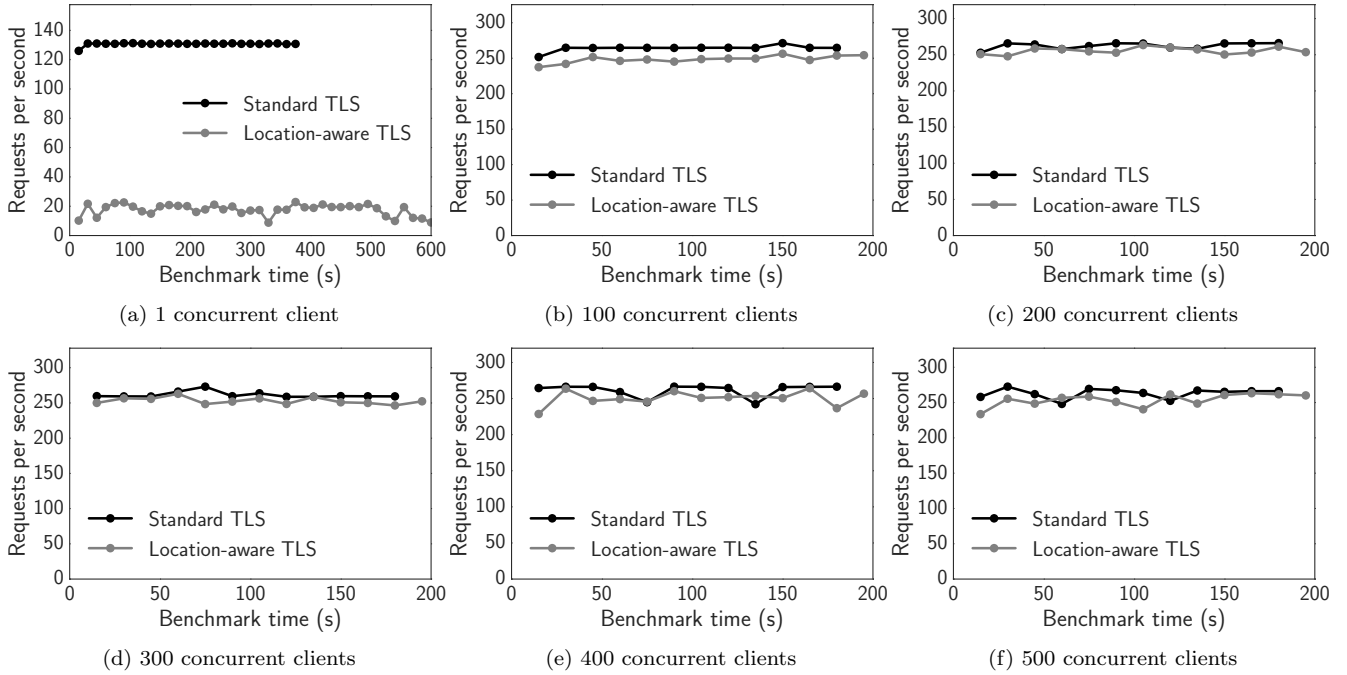 Requests per second
140
120
100
80
60
40
20
0
Standard TLS
Location-aware TLS
0 100 200 300 400 500 600
Benchmark time (s)
(a) 1 concurrent client
Requests per second
300
250
200
150
100
50
0
Standard TLS
Location-aware TLS
0 50 100 150 200
Benchmark time (s)
(b) 100 concurrent clients
Requests per second
300
250
200
150
100
50
0
Standard TLS
Location-aware TLS
0 50 100 150 200
Benchmark time (s)
(c) 200 concurrent clients
Requests per second
300
250
200
150
100
50
0
Standard TLS
Location-aware TLS
0 50 100 150 200
Benchmark time (s)
(d) 300 concurrent clients
Requests per second
300
250
200
150
100
50
0
Standard TLS
Location-aware TLS
0 50 100 150 200
Benchmark time (s)
(e) 400 concurrent clients
Requests per second
300
250
200
150
100
50
0
Standard TLS
Location-aware TLS
0 50 100 150 200
Benchmark time (s)
(f) 500 concurrent clients